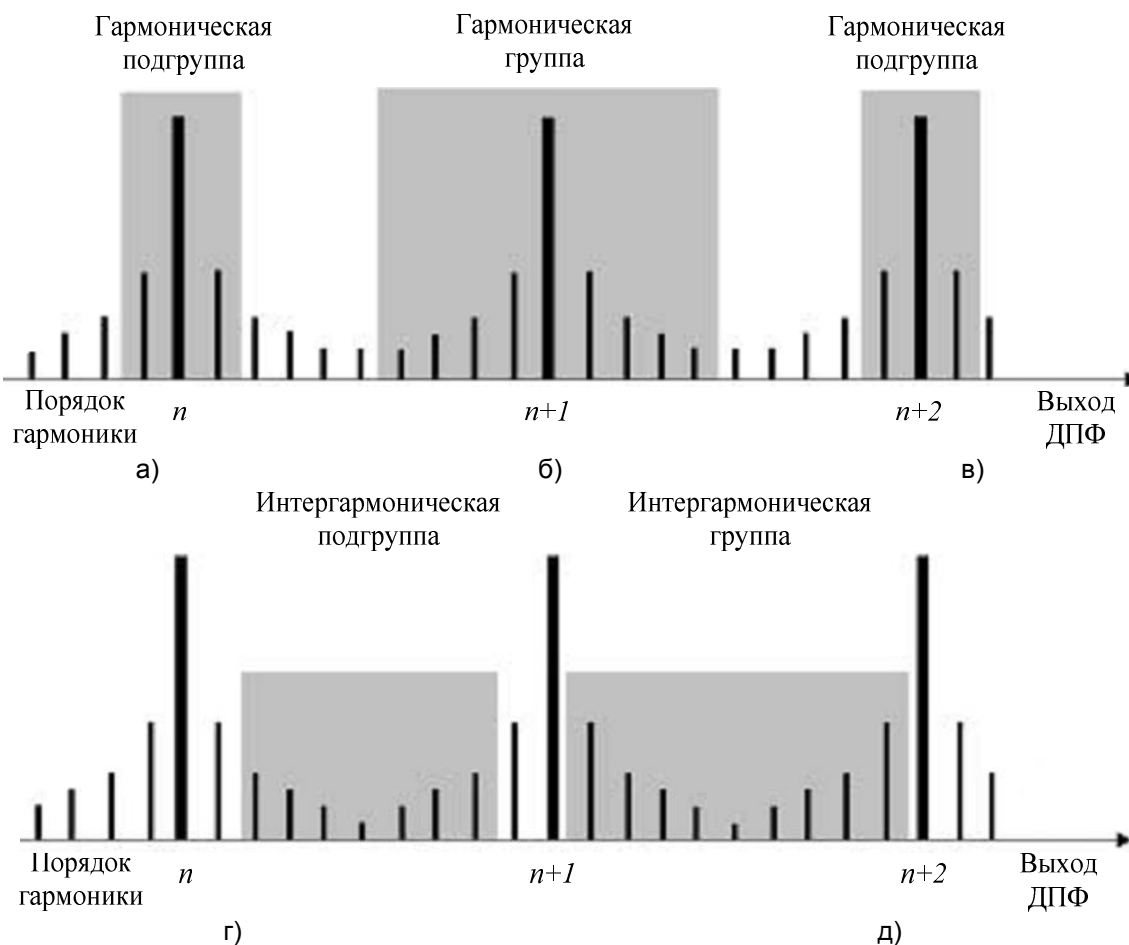 Гармоническая
подгруппа
Гармоническая
группа
Гармоническая
подгруппа
Порядок
гармоники
n
n+1
n+2
Выход
ДПФ
а)
б)
в)
Интергармоническая
подгруппа
Интергармоническая
группа
Порядок
гармоники
n
n+1
n+2
Выход
ДПФ
г)
д)